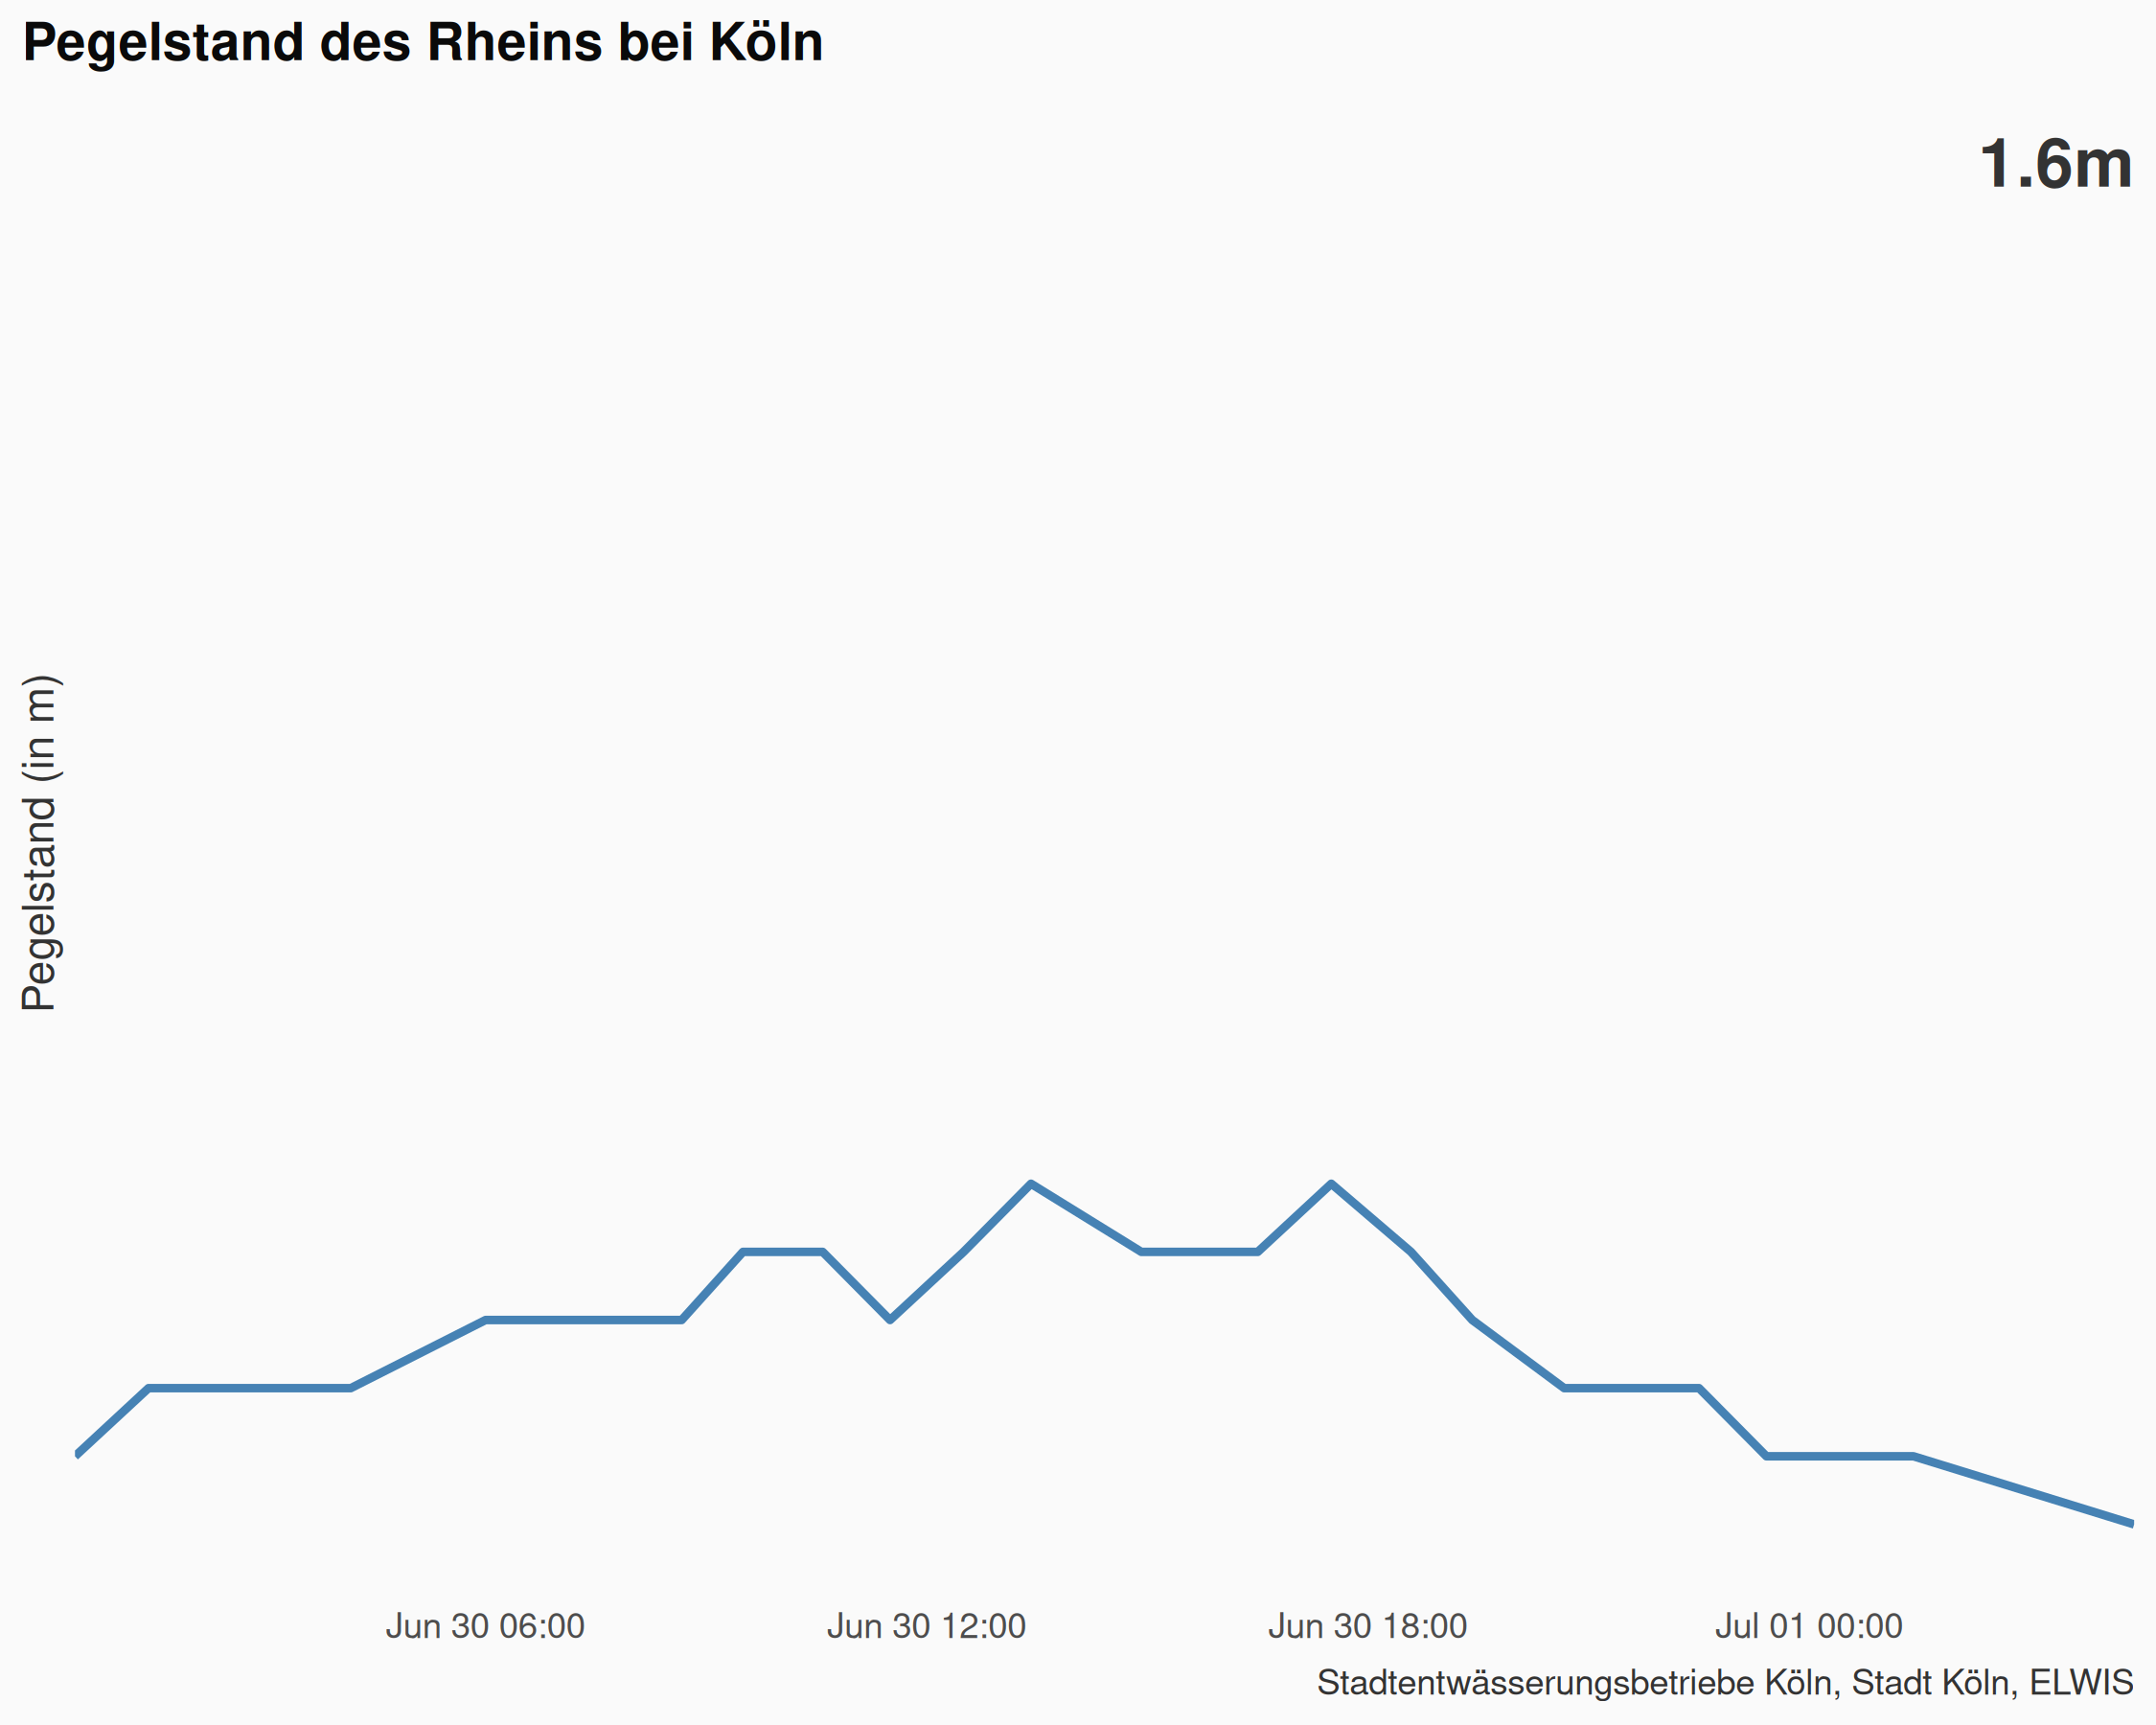 Pegelstand des Rheins bei Köln
1.6m
Pegelstand (in m)
Jun 30 06:00
Jun 30 12:00
Jun 30 18:00
Jul 01 00:00
Stadtentwässerungsbetriebe Köln, Stadt Köln, ELWIS